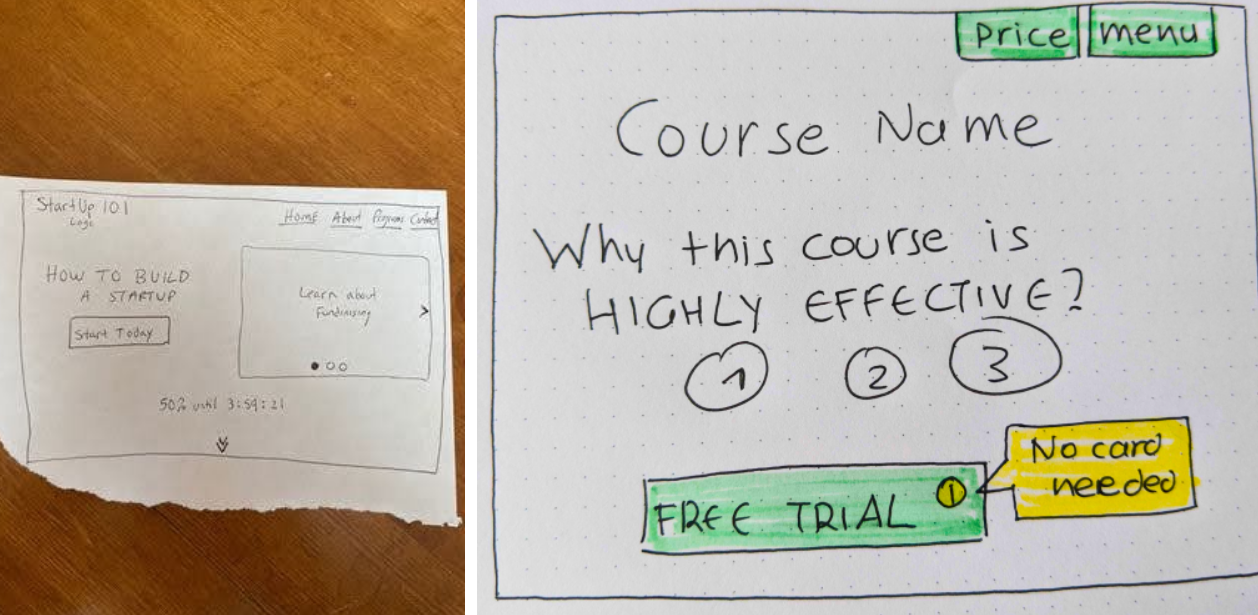 StartUp 101
Logo
Home About Programs Contact
HOW TO BUILD
A STARTUP
Start Today
Learn about
Fundraising
>
50% until 3:59:21
price menu
Course Name
Why this course is
HIGHLY EFFECTIVE?
1 2 3
FREE TRIAL i
No card
needed